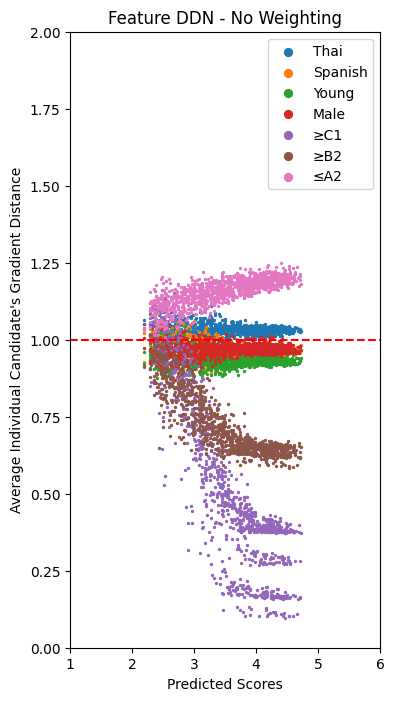 Feature DDN - No Weighting
2.00
1.75
1.50
1.25
1.00
0.75
0.50
0.25
0.00
Average Individual Candidate's Gradient Distance
Thai
Spanish
Young
Male
≥C1
≥B2
≤A2
1 2 3 4 5 6
Predicted Scores